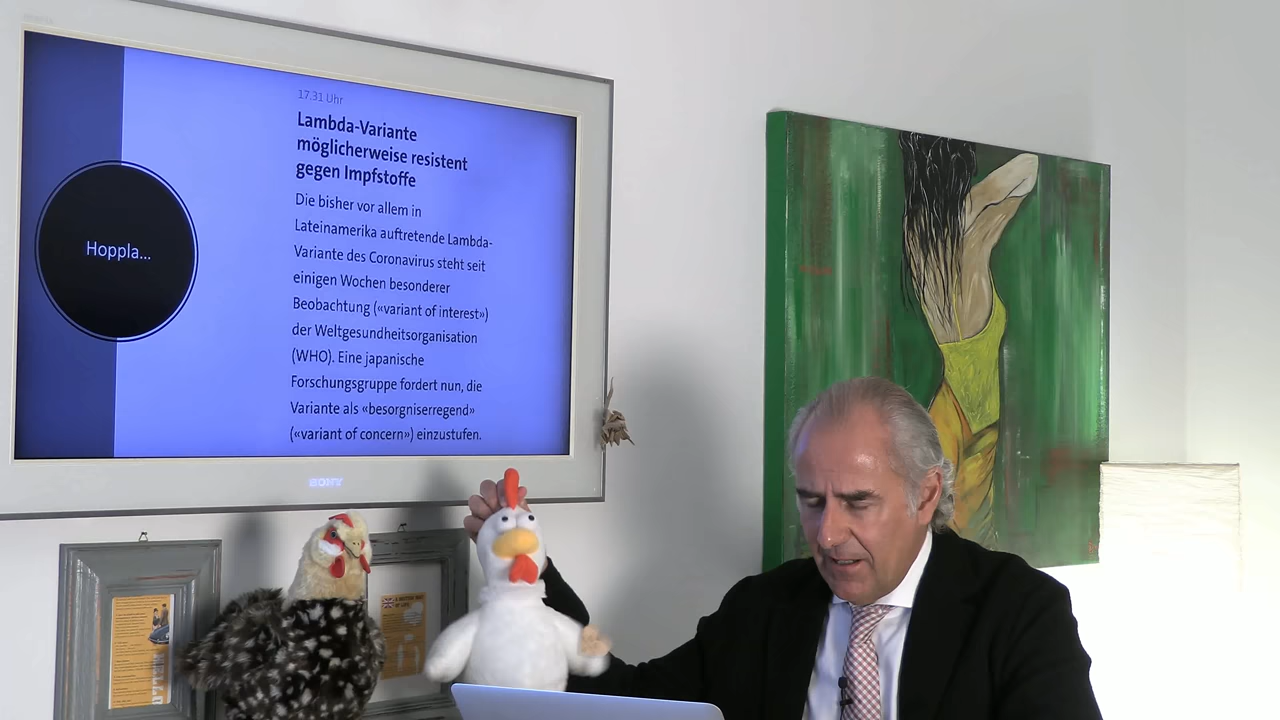 17.31 Uhr
Lambda-Variante
möglicherweise resistent
gegen Impfstoffe
Die bisher vor allem in
Lateinamerika auftretende Lambda-
Variante des Coronavirus steht seit
einigen Wochen besonderer
Beobachtung («variant of interest»)
der Weltgesundheitsorganisation
(WHO). Eine japanische
Forschungsgruppe fordert nun, die
Variante als «besorgniserregend»
(«variant of concern») einzustufen.
Hoppla...
SONY